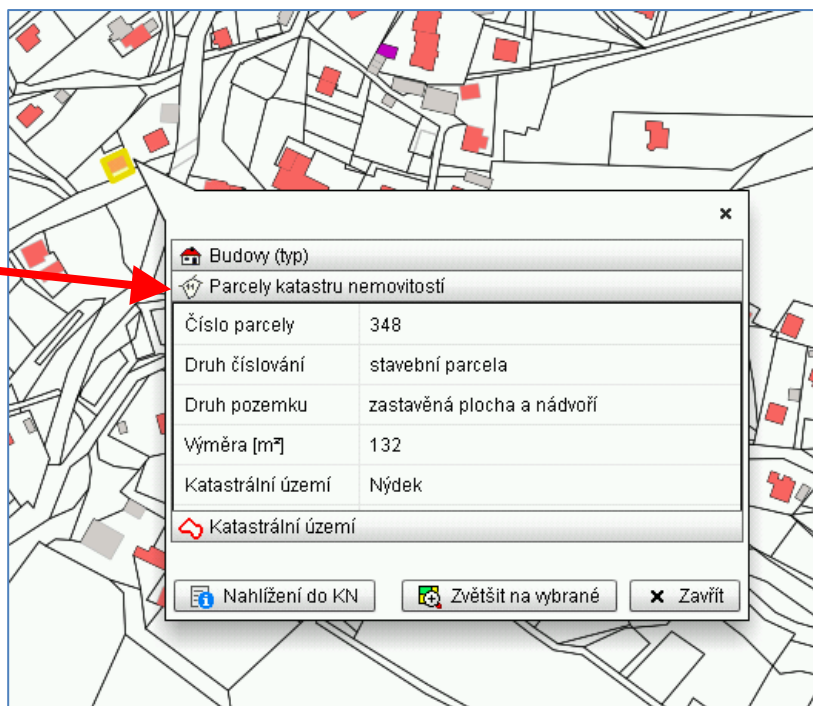 Budovy (typ)
Parcely katastru nemovitostí
Číslo parcely 348
Druh číslování stavební parcela
Druh pozemku zastavěná plocha a nádvoří
Výměra [m²] 132
Katastrální území Nýdek
Katastrální území
Nahlížení do KN Zvětšit na vybrané Zavřít